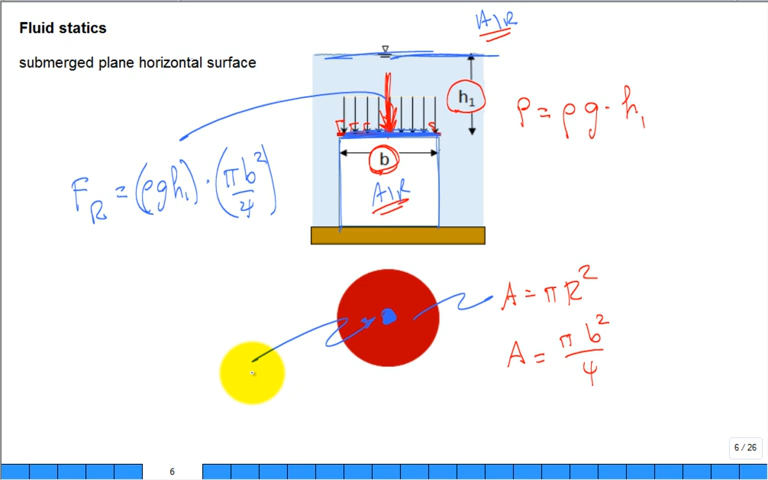 Fluid statics
submerged plane horizontal surface
AIR
h₁
P = ρg · h₁
b
AIR
F_R = (ρgh₁) · (πb²/4)
A = πR²
A = πb²/4
6 / 26
6